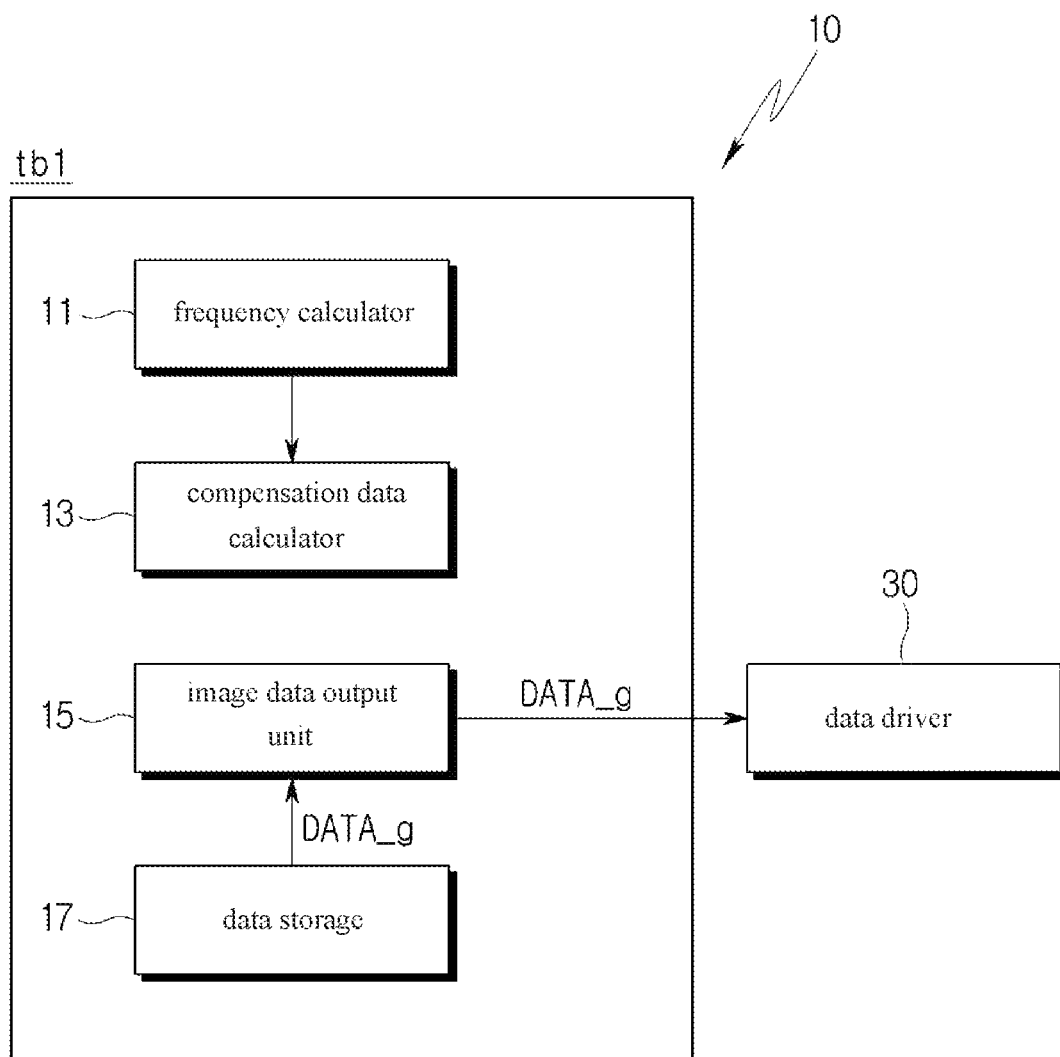 10
tb1
11
frequency calculator
13
compensation data
calculator
30
15
image data output
unit
DATA_g
data driver
DATA_g
17
data storage